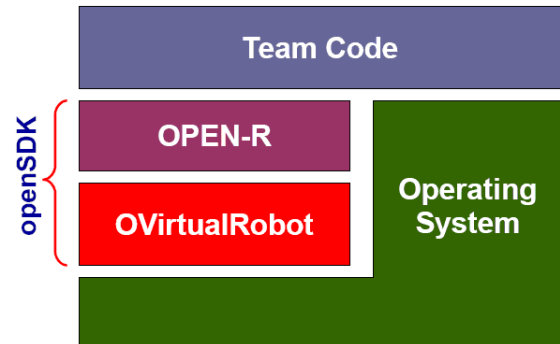 Team Code
openSDK
OPEN-R
OVirtualRobot
Operating
System